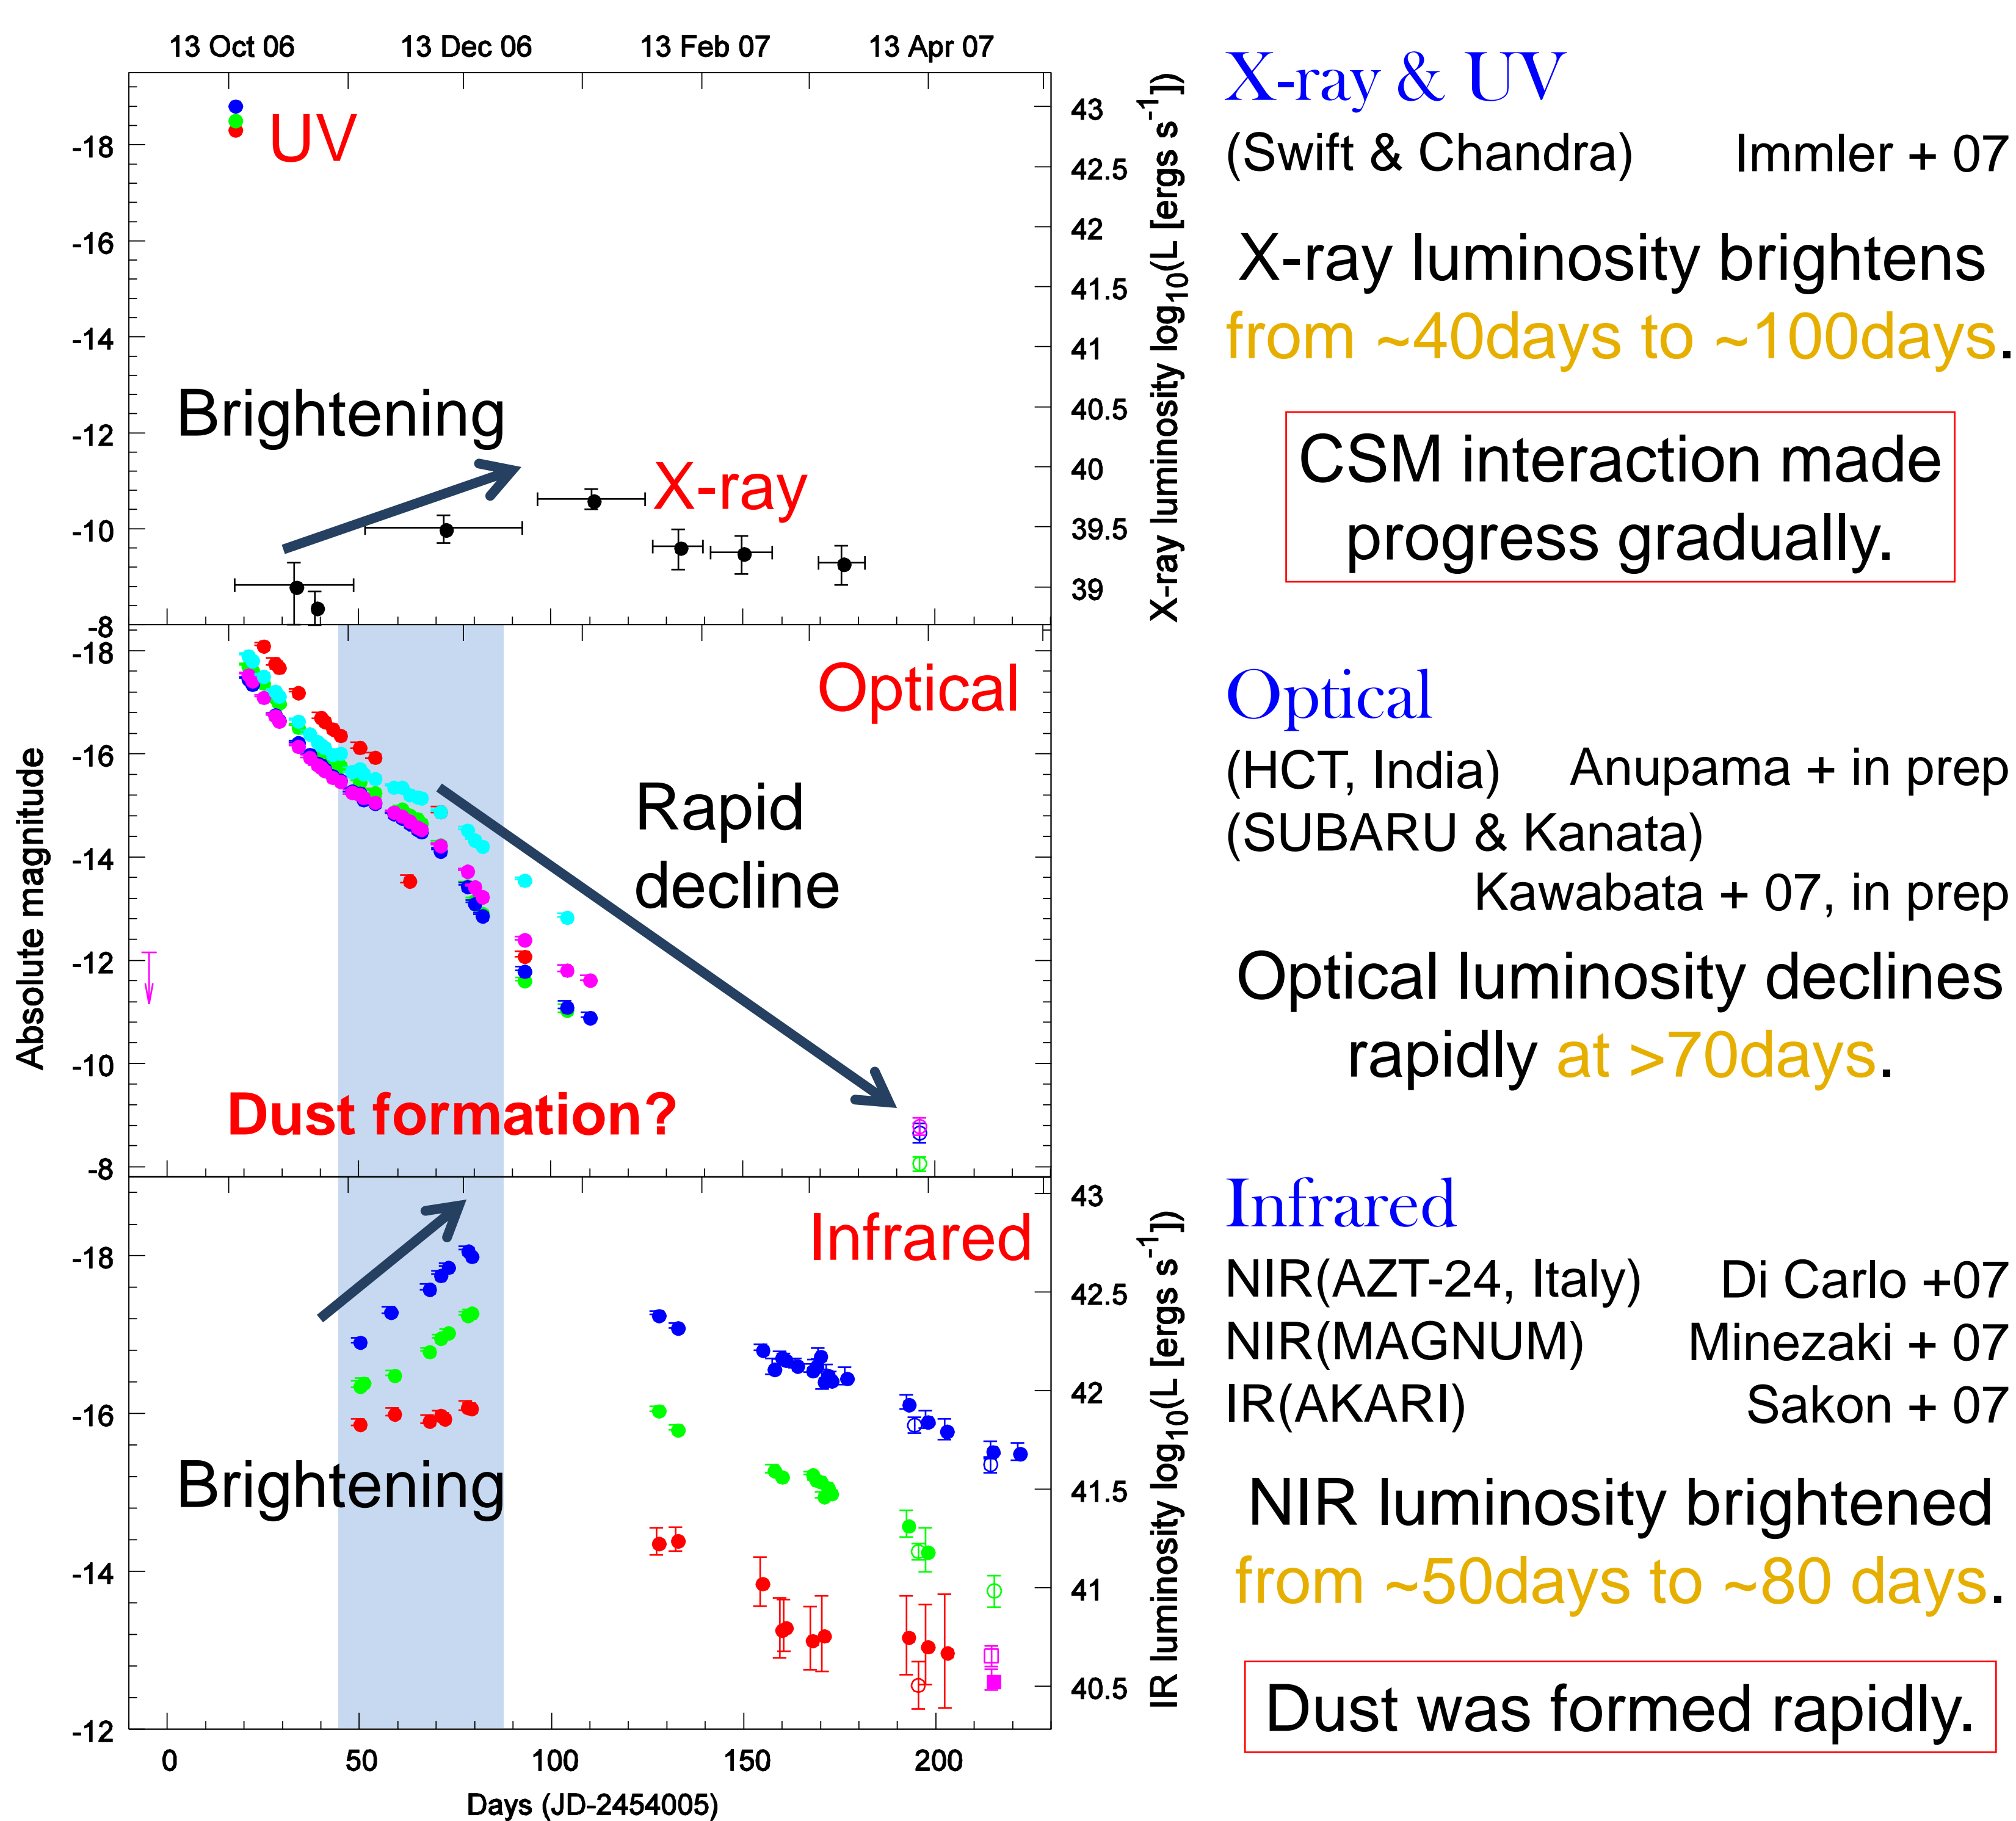 13 Oct 06 13 Dec 06 13 Feb 07 13 Apr 07
-18
-16
-14
-12
-10
-8
UV
Brightening
X-ray
43
42.5
42
41.5
41
40.5
40
39.5
39
X-ray luminosity log10(L [ergs s-1])
-18
-16
-14
-12
-10
-8
Absolute magnitude
Optical
Rapid
decline
Dust formation?
-18
-16
-14
-12
Infrared
Brightening
43
42.5
42
41.5
41
40.5
IR luminosity log10(L [ergs s-1])
0 50 100 150 200
Days (JD-2454005)
X-ray & UV
(Swift & Chandra) Immler + 07
X-ray luminosity brightens
from ~40days to ~100days.
CSM interaction made
progress gradually.
Optical
(HCT, India) Anupama + in prep
(SUBARU & Kanata)
Kawabata + 07, in prep
Optical luminosity declines
rapidly at >70days.
Infrared
NIR(AZT-24, Italy) Di Carlo +07
NIR(MAGNUM) Minezaki + 07
IR(AKARI) Sakon + 07
NIR luminosity brightened
from ~50days to ~80 days.
Dust was formed rapidly.